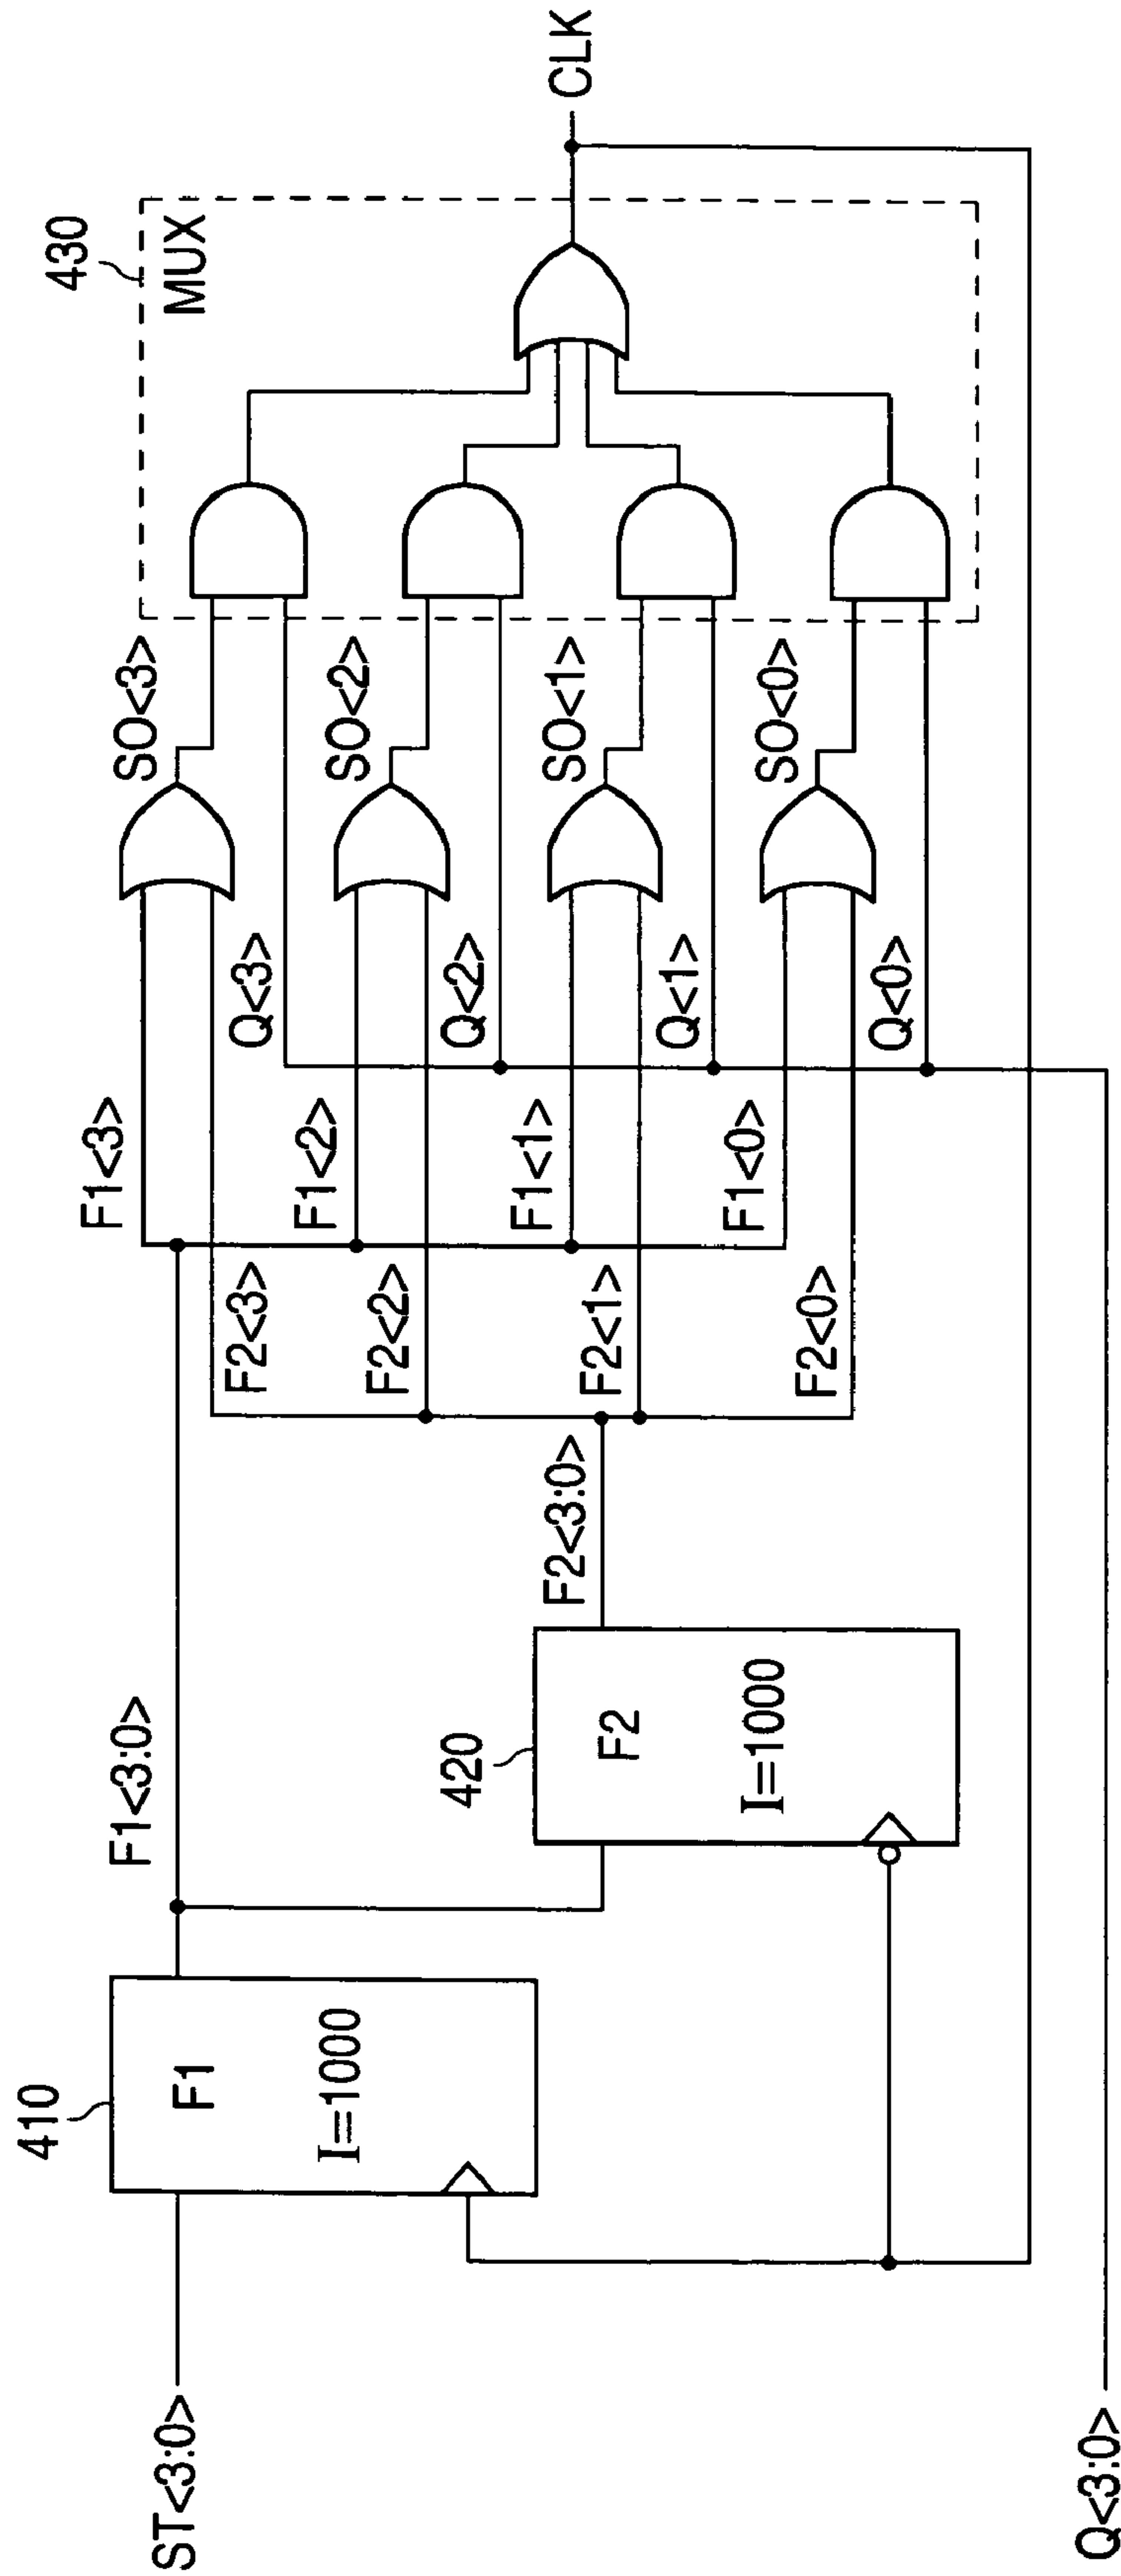 ST<3:0>
410
F1
I=1000
F1<3:0>
420
F2
I=1000
F2<3:0>
F1<3>
F2<3>
Q<3>
SO<3>
F1<2>
F2<2>
Q<2>
SO<2>
F1<1>
F2<1>
Q<1>
SO<1>
F1<0>
F2<0>
Q<0>
SO<0>
430
MUX
CLK
Q<3:0>